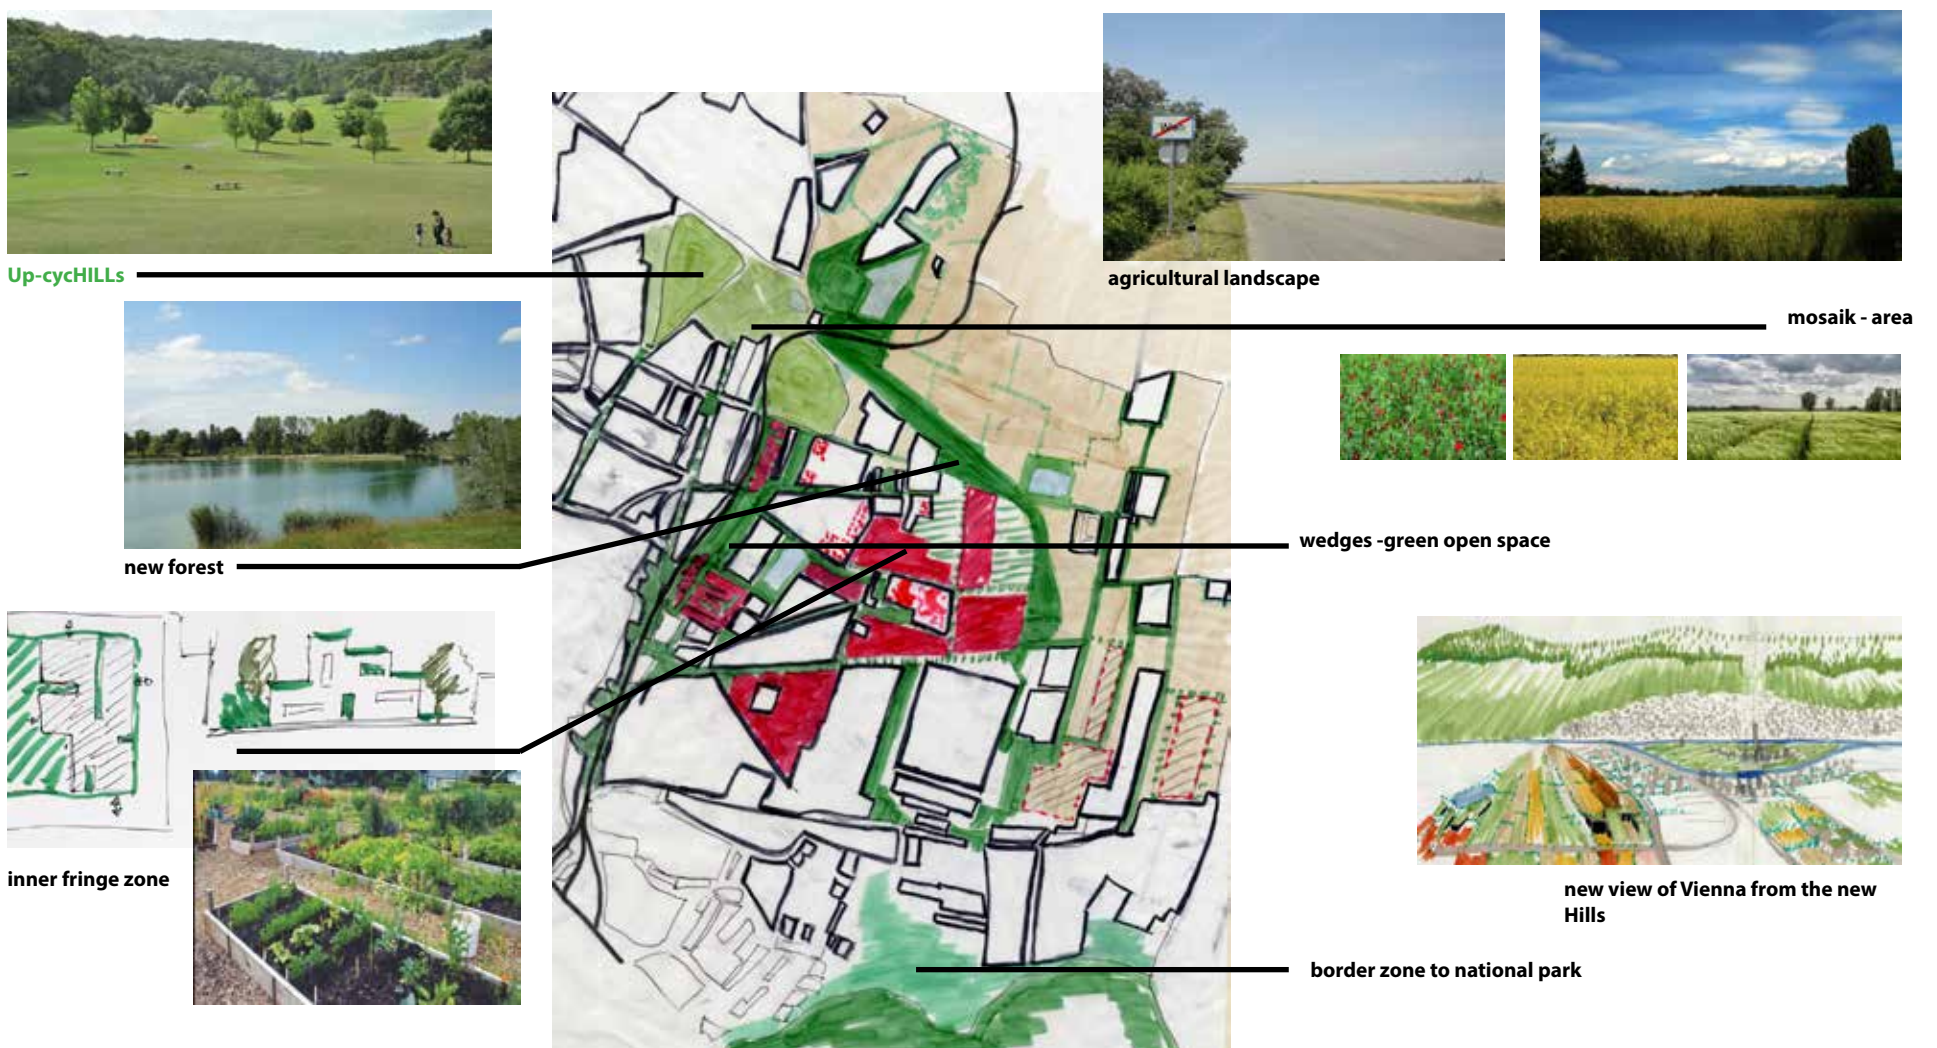 Up-cycHILLs
agricultural landscape
mosaik - area
wedges -green open space
new forest
inner fringe zone
new view of Vienna from the new
Hills
border zone to national park